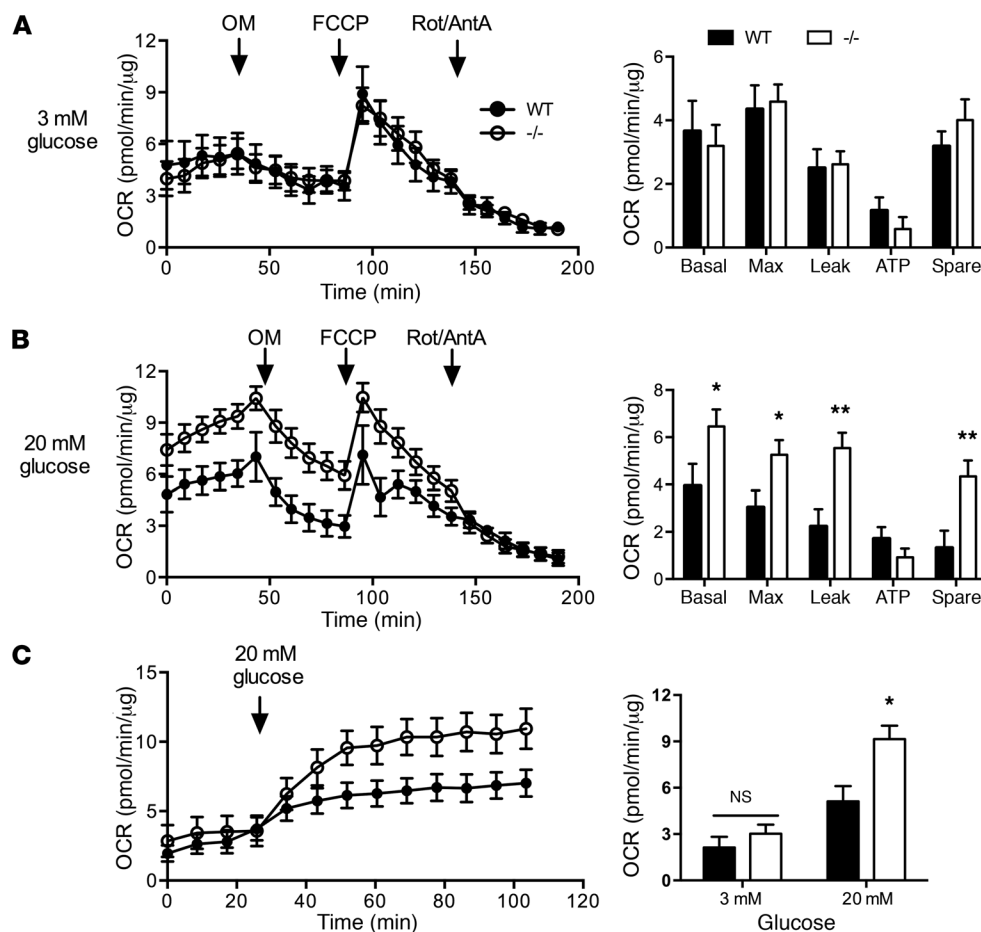 A
3 mM
glucose
OM
FCCP
Rot/AntA
WT
-/-
OCR (pmol/min/µg)
12
9
6
3
0
0
50
100
150
200
Time (min)
WT
-/-
OCR (pmol/min/µg)
6
4
2
0
Basal
Max
Leak
ATP
Spare
B
20 mM
glucose
OM
FCCP
Rot/AntA
OCR (pmol/min/µg)
12
9
6
3
0
0
50
100
150
200
Time (min)
OCR (pmol/min/µg)
8
6
4
2
0
*
*
**
**
Basal
Max
Leak
ATP
Spare
C
20 mM
glucose
OCR (pmol/min/µg)
15
10
5
0
0
20
40
60
80
100
120
Time (min)
OCR (pmol/min/µg)
12
9
6
3
0
NS
*
3 mM
20 mM
Glucose